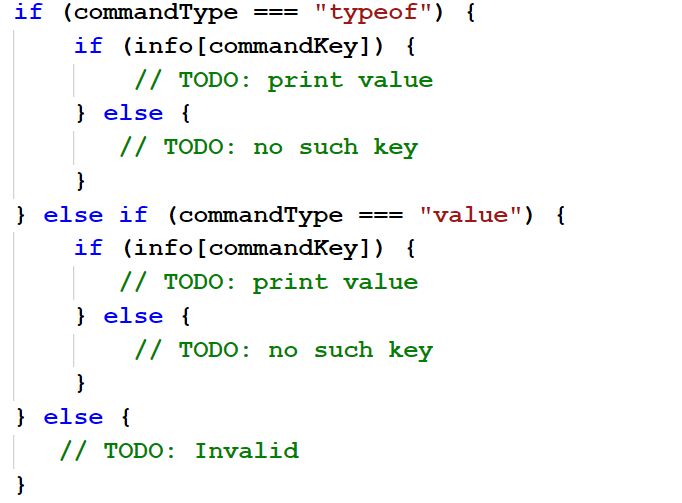 if (commandType === "typeof") {
    if (info[commandKey]) {
        // TODO: print value
    } else {
       // TODO: no such key
    }
} else if (commandType === "value") {
    if (info[commandKey]) {
       // TODO: print value
    } else {
        // TODO: no such key
    }
} else {
   // TODO: Invalid
}